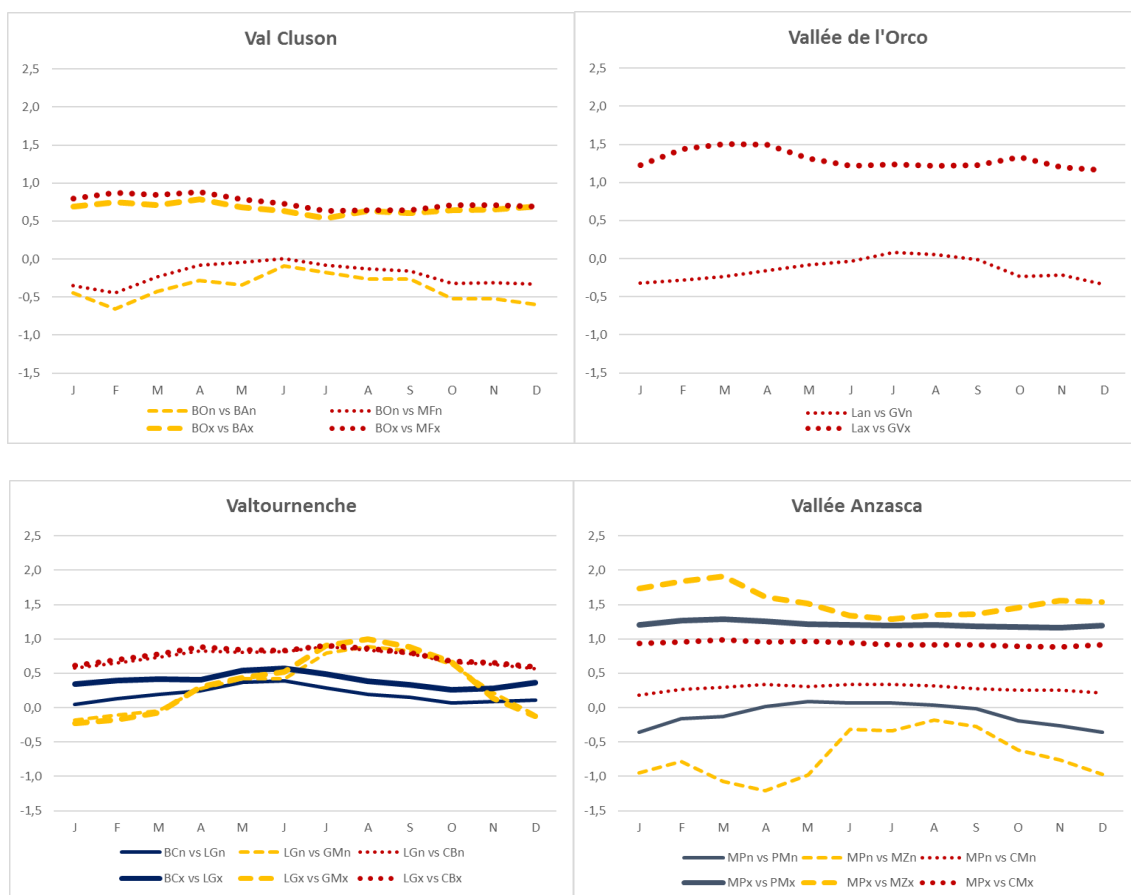 Val Cluson
2,5
2,0
1,5
1,0
0,5
0,0
-0,5
-1,0
-1,5
J F M A M J J A S O N D
BOn vs BAn BOn vs MFn
BOx vs BAx BOx vs MFx
Vallée de l'Orco
2,5
2,0
1,5
1,0
0,5
0,0
-0,5
-1,0
-1,5
J F M A M J J A S O N D
Lan vs GVn
Lax vs GVx
Valtournenche
2,5
2,0
1,5
1,0
0,5
0,0
-0,5
-1,0
-1,5
J F M A M J J A S O N D
BCn vs LGn LGn vs GMn LGn vs CBn
BCx vs LGx LGx vs GMx LGx vs CBx
Vallée Anzasca
2,5
2,0
1,5
1,0
0,5
0,0
-0,5
-1,0
-1,5
J F M A M J J A S O N D
MPn vs PMn MPn vs MZn MPn vs CMn
MPx vs PMx MPx vs MZx MPx vs CMx